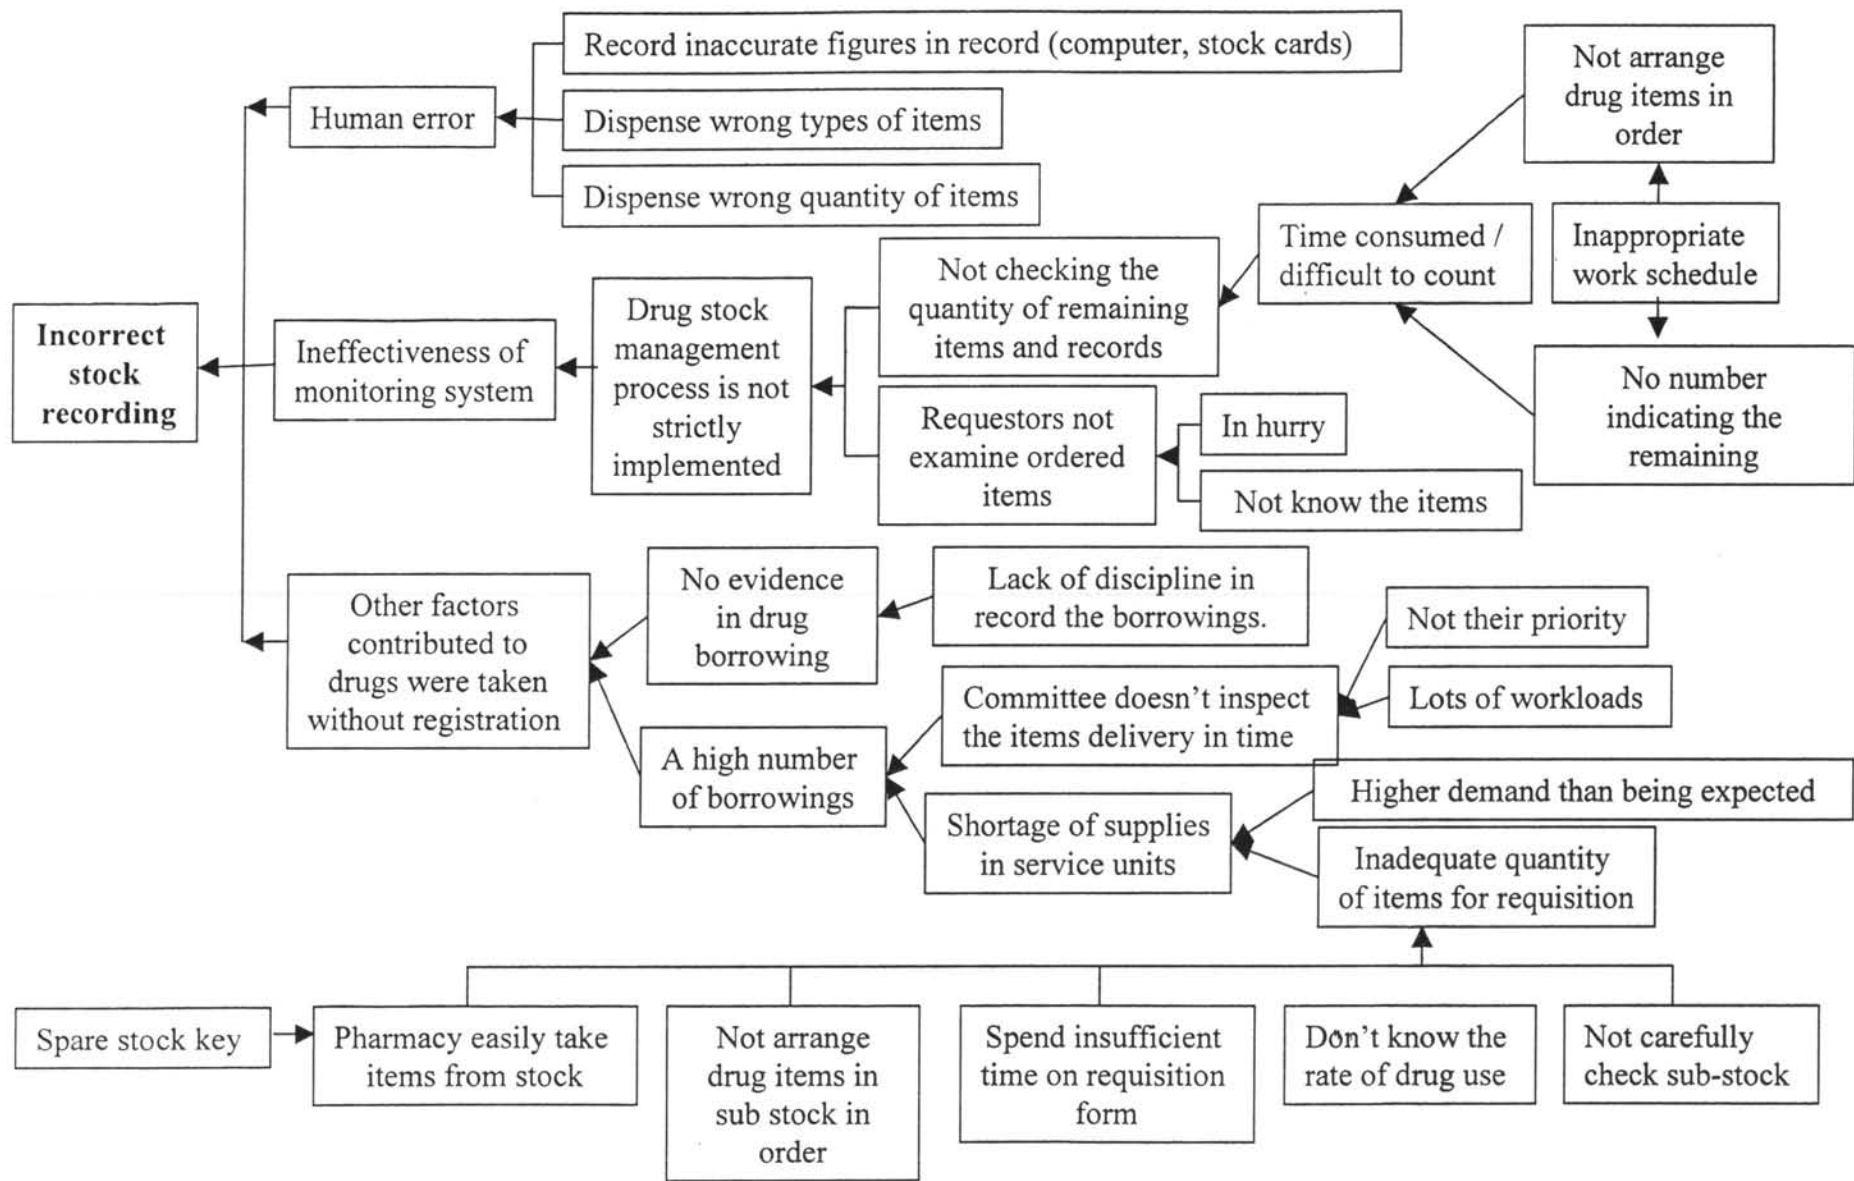 Record inaccurate figures in record (computer, stock cards)
Human error
Dispense wrong types of items
Dispense wrong quantity of items
Not arrange
drug items in
order
Time consumed /
difficult to count
Inappropriate
work schedule
No number
indicating the
remaining
Incorrect
stock
recording
Ineffectiveness of
monitoring system
Drug stock
management
process is not
strictly
implemented
Not checking the
quantity of remaining
items and records
Requestors not
examine ordered
items
In hurry
Not know the items
Other factors
contributed to
drugs were taken
without registration
No evidence
in drug
borrowing
Lack of discipline in
record the borrowings.
A high number
of borrowings
Committee doesn't inspect
the items delivery in time
Not their priority
Lots of workloads
Shortage of supplies
in service units
Higher demand than being expected
Inadequate quantity
of items for requisition
Spare stock key
Pharmacy easily take
items from stock
Not arrange
drug items in
sub stock in
order
Spend insufficient
time on requisition
form
Don't know the
rate of drug use
Not carefully
check sub-stock